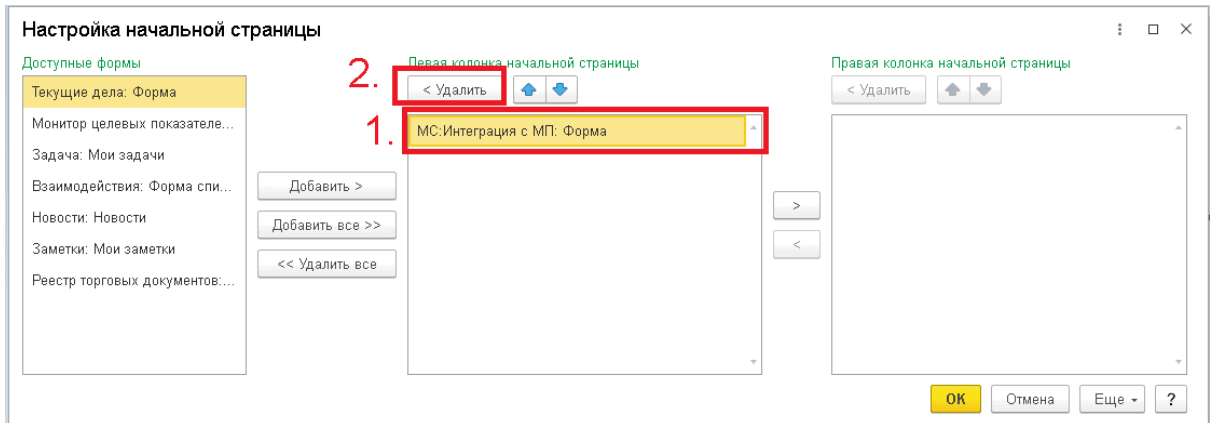 Настройка начальной страницы
Доступные формы
Текущие дела: Форма
Монитор целевых показателе...
Задача: Мои задачи
Взаимодействия: Форма спи...
Новости: Новости
Заметки: Мои заметки
Реестр торговых документов:...
Добавить >
Добавить все >>
<< Удалить все
2.
Левая колонка начальной страницы
< Удалить
1.
МС:Интеграция с МП: Форма
>
<
Правая колонка начальной страницы
< Удалить
ОК
Отмена
Еще
?